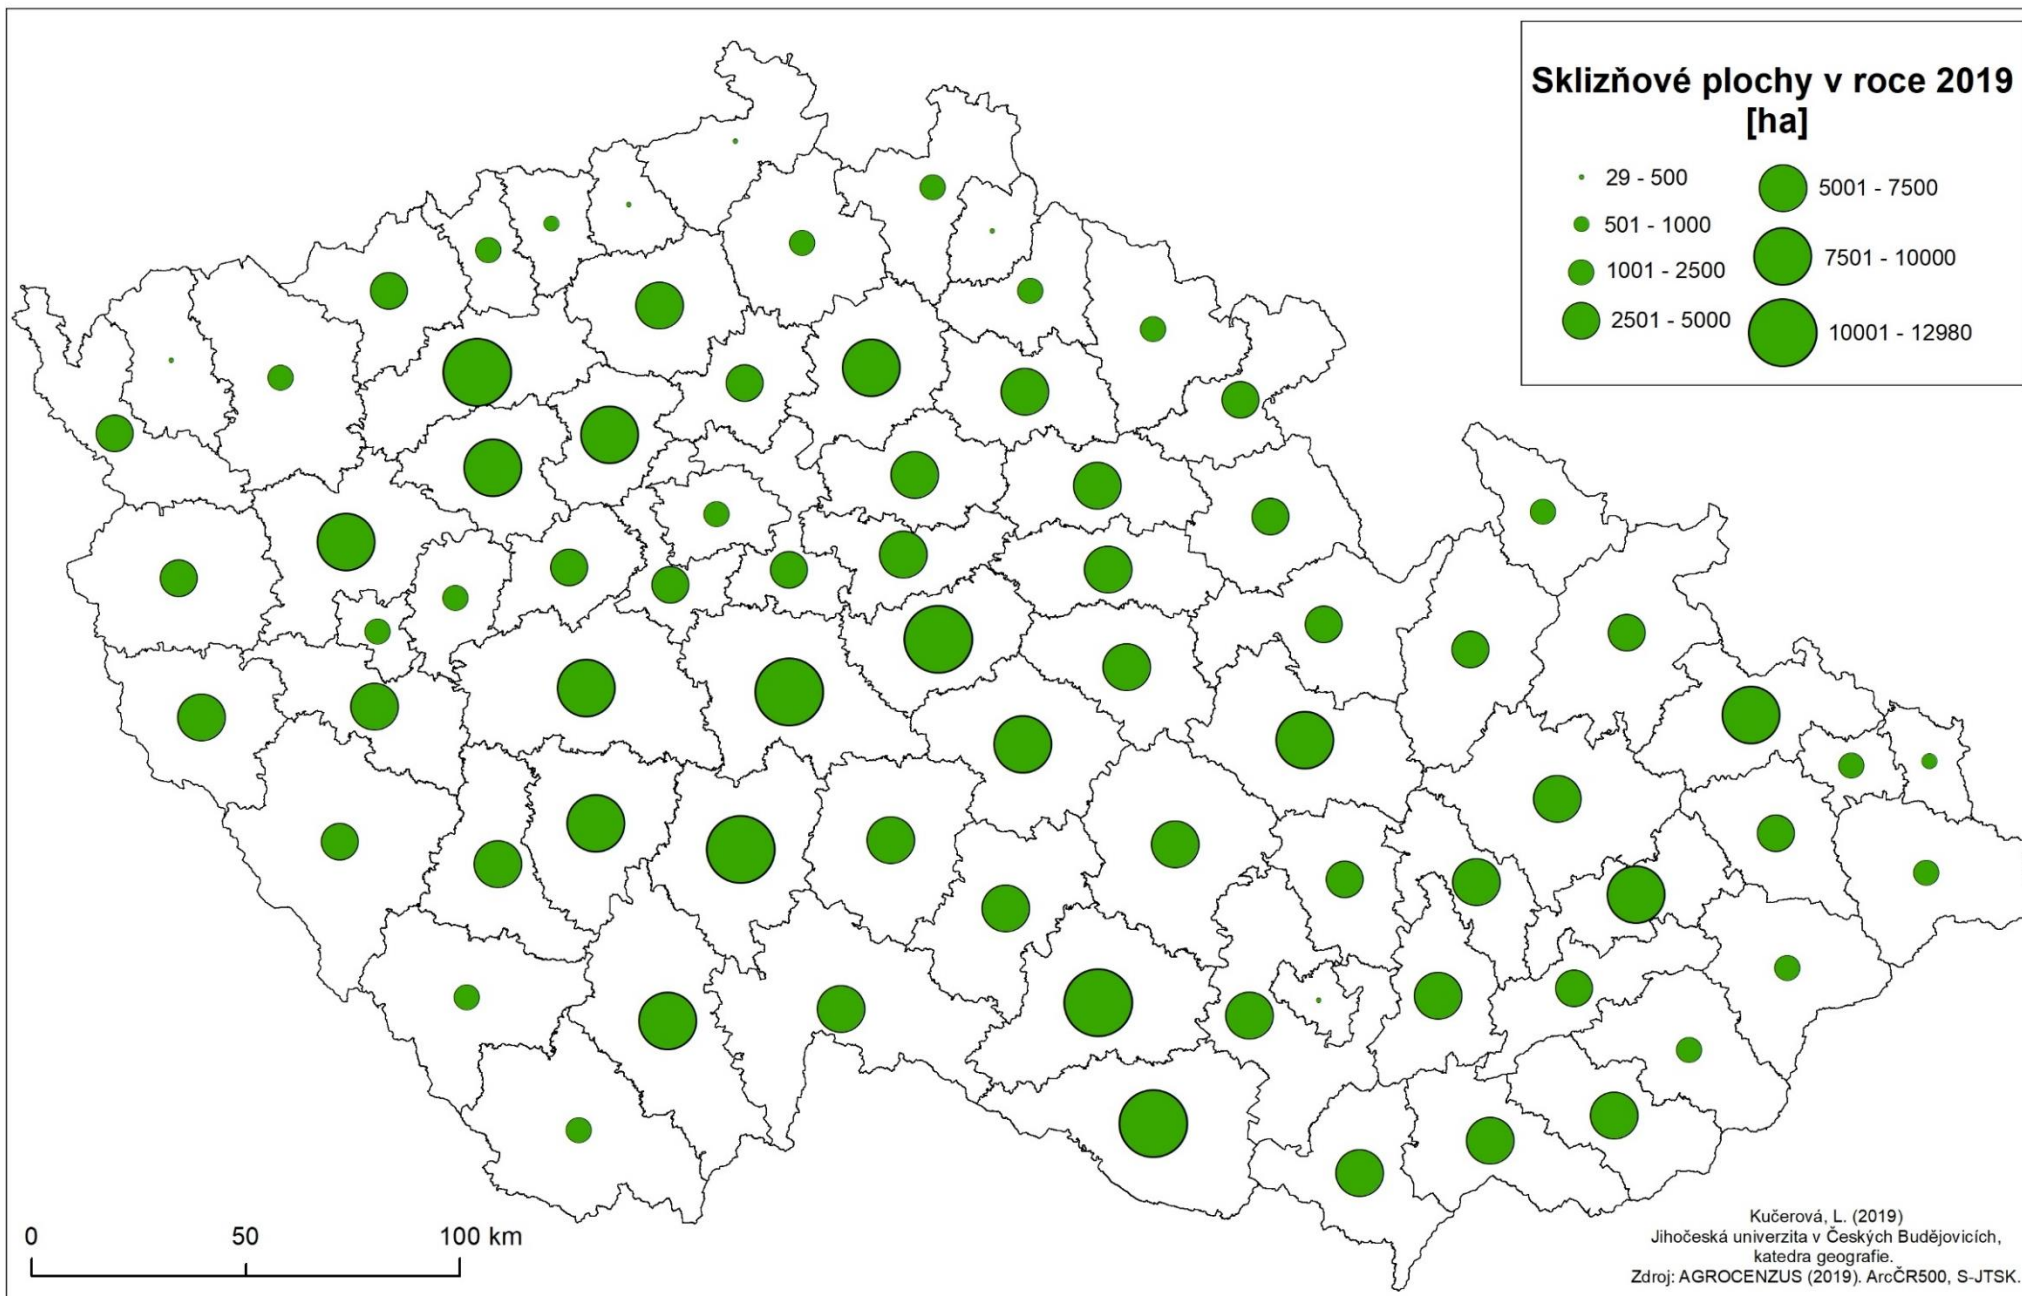 Sklizňové plochy v roce 2019
[ha]
29 - 500
501 - 1000
1001 - 2500
2501 - 5000
5001 - 7500
7501 - 10000
10001 - 12980
0 50 100 km
Kučerová, L. (2019)
Jihočeská univerzita v Českých Budějovicích,
katedra geografie.
Zdroj: AGROCENZUS (2019). ArcČR500, S-JTSK.